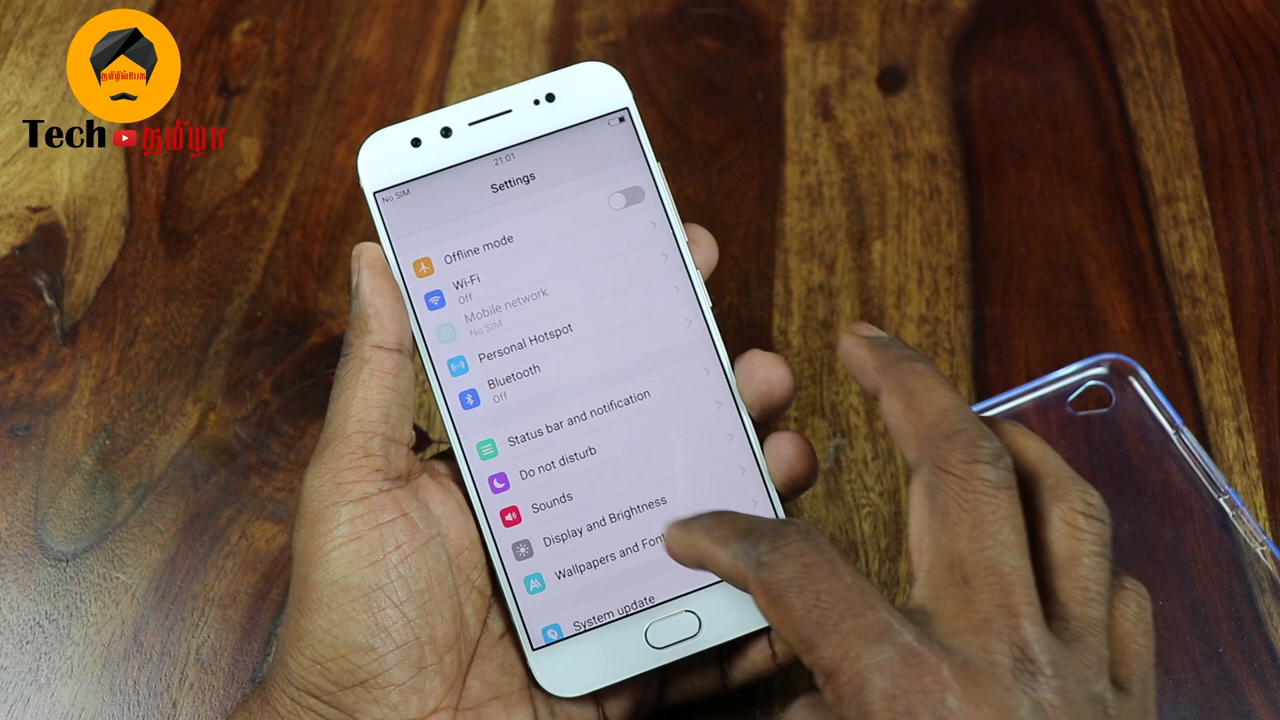 Tech
தமிழா
21:01
No SIM
Settings
Offline mode
Wi-Fi
Off
Mobile network
No SIM
Personal Hotspot
Bluetooth
Off
Status bar and notification
Do not disturb
Sounds
Display and Brightness
Wallpapers and Font
System update